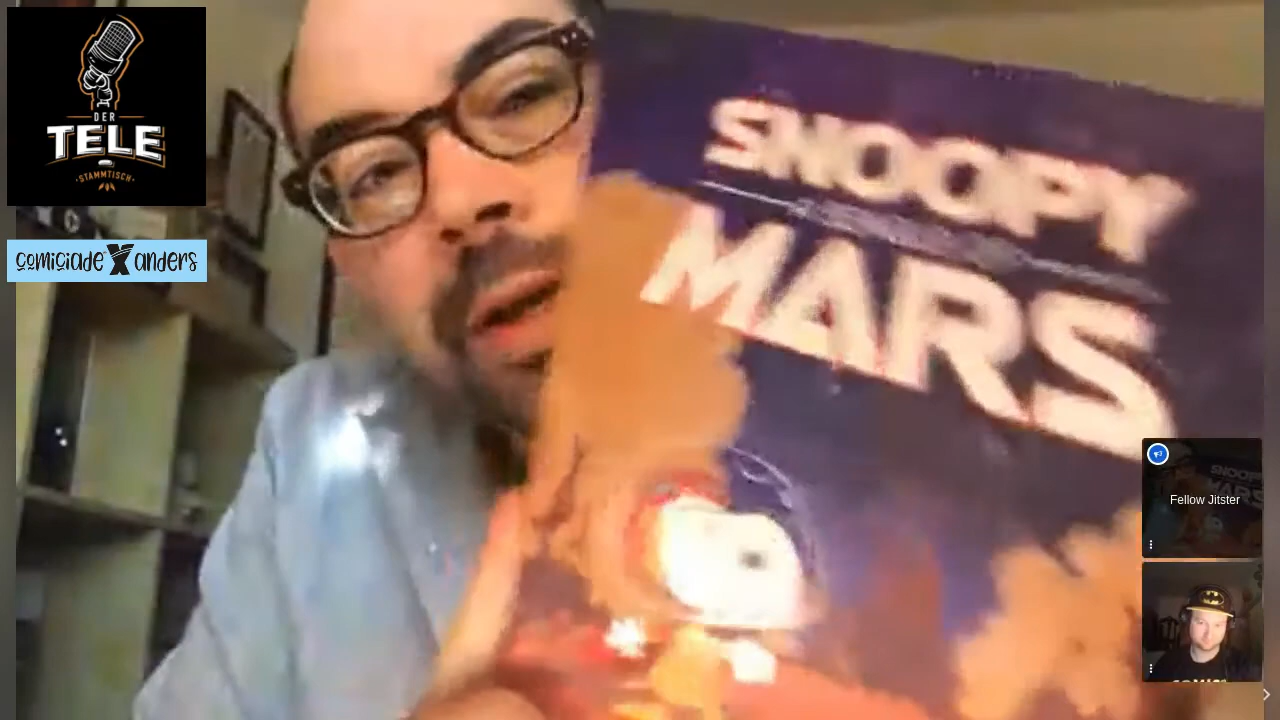 DER
TELE
STAMMTISCH
comiciade X anders
SNOOPY
MARS
Fellow Jitster